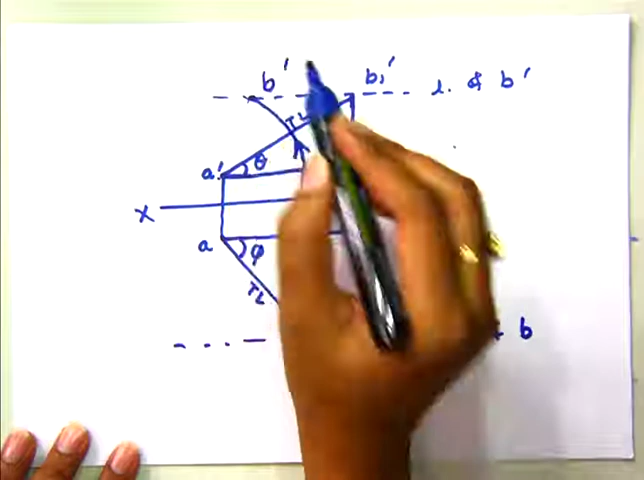 b' b₁' l. of b'
TL
a' θ
X
a φ
TL
b